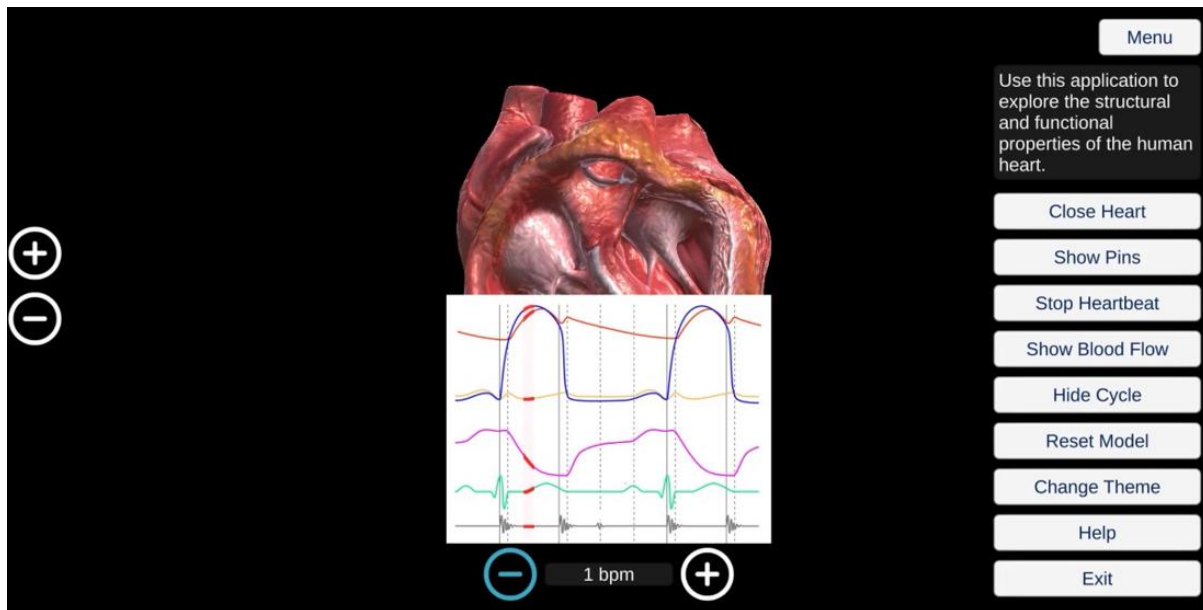 Menu
Use this application to
explore the structural
and functional
properties of the human
heart.
Close Heart
Show Pins
Stop Heartbeat
Show Blood Flow
Hide Cycle
Reset Model
Change Theme
Help
Exit
1 bpm